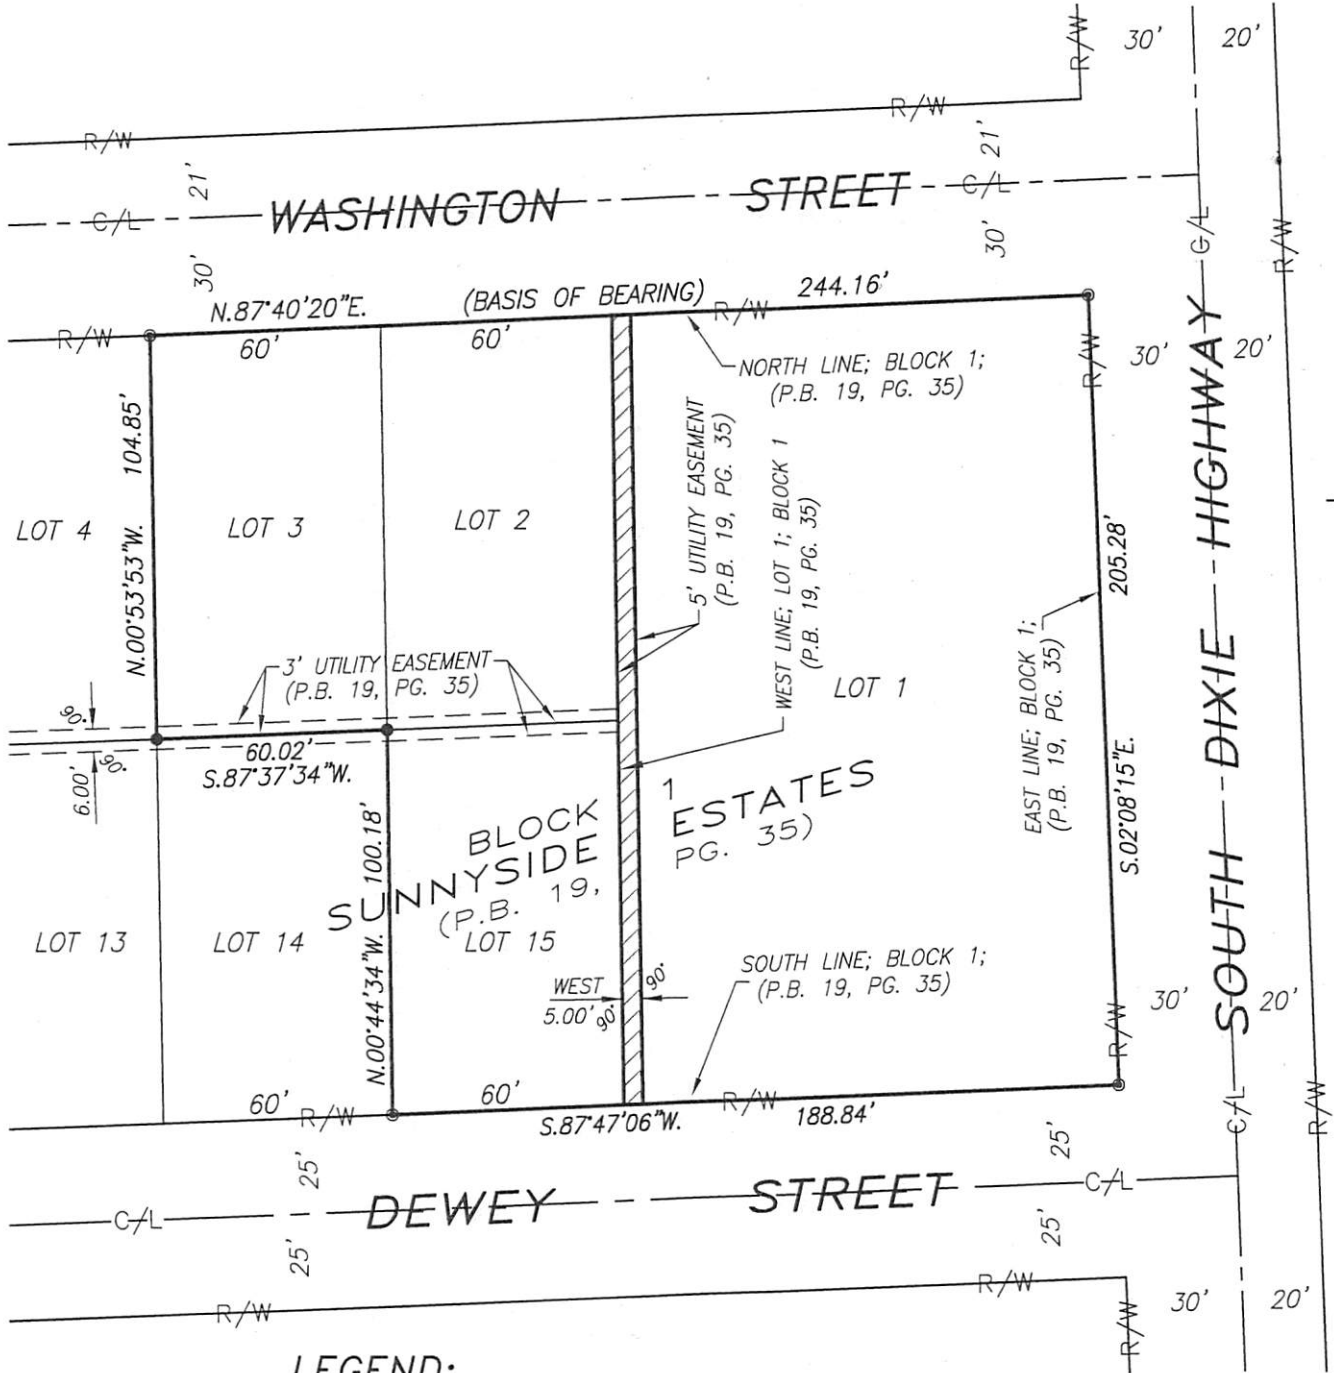 R/W 30' 20'
R/W R/W
21' 21'
C/L WASHINGTON STREET C/L
30' 30'
C/L R/W
N.87°40'20"E. (BASIS OF BEARING) 244.16'
R/W R/W
60' 60'
R/W 30' 20'
NORTH LINE; BLOCK 1;
(P.B. 19, PG. 35)
N.00°53'53"W. 104.85'
LOT 4 LOT 3 LOT 2
5' UTILITY EASEMENT
(P.B. 19, PG. 35)
WEST LINE; LOT 1; BLOCK 1
(P.B. 19, PG. 35)
205.28'
SOUTH DIXIE HIGHWAY
3' UTILITY EASEMENT
(P.B. 19, PG. 35)
LOT 1
EAST LINE; BLOCK 1;
(P.B. 19, PG. 35)
S.02°08'15"E.
90°
90°
6.00'
60.02'
S.87°37'34"W.
N.00°44'34"W. 100.18'
BLOCK 1
SUNNYSIDE ESTATES
(P.B. 19, PG. 35)
LOT 13 LOT 14 LOT 15
WEST
5.00'
90°
90°
SOUTH LINE; BLOCK 1;
(P.B. 19, PG. 35)
R/W 30' 20'
60' R/W 60'
R/W
S.87°47'06"W. 188.84'
C/L R/W
25' 25'
C/L DEWEY STREET C/L
25' 25'
R/W R/W
R/W 30' 20'
LEGEND: